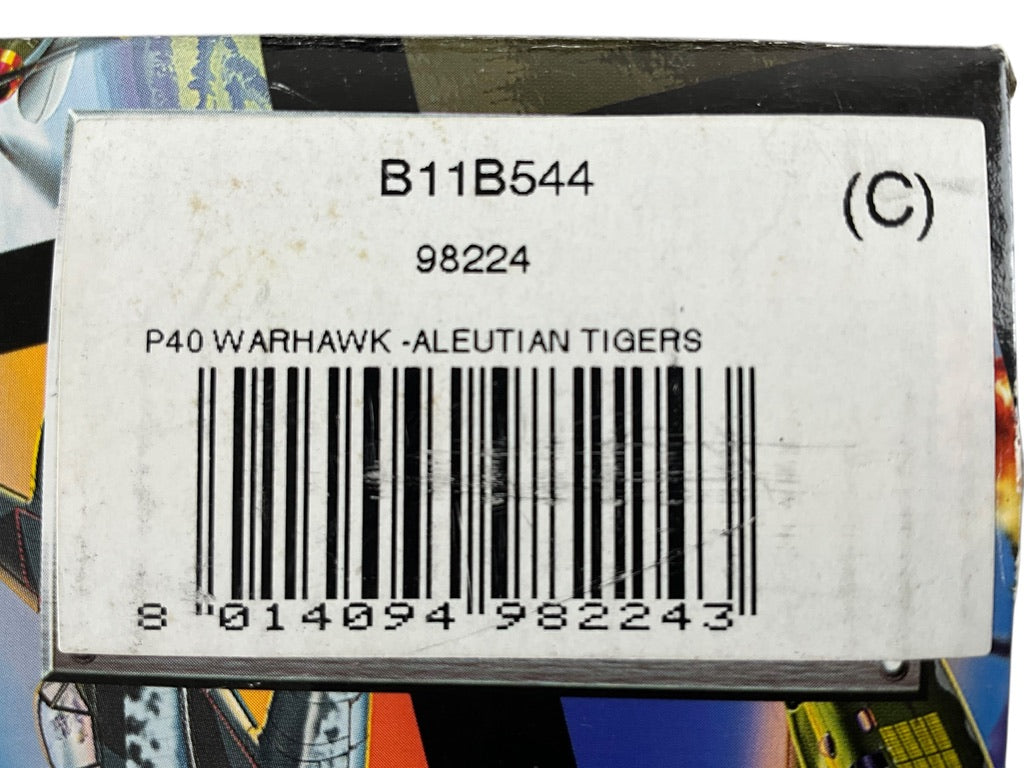 B11B544
(C)
98224
P40 WARHAWK -ALEUTIAN TIGERS
8 014094 982243